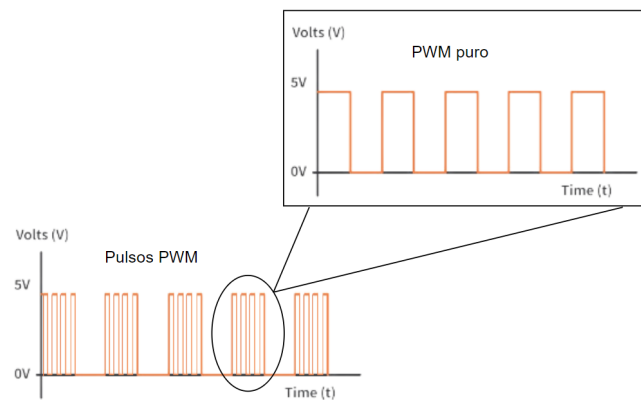 Volts (V)
PWM puro
5V
0V
Time (t)
Volts (V)
Pulsos PWM
5V
0V
Time (t)